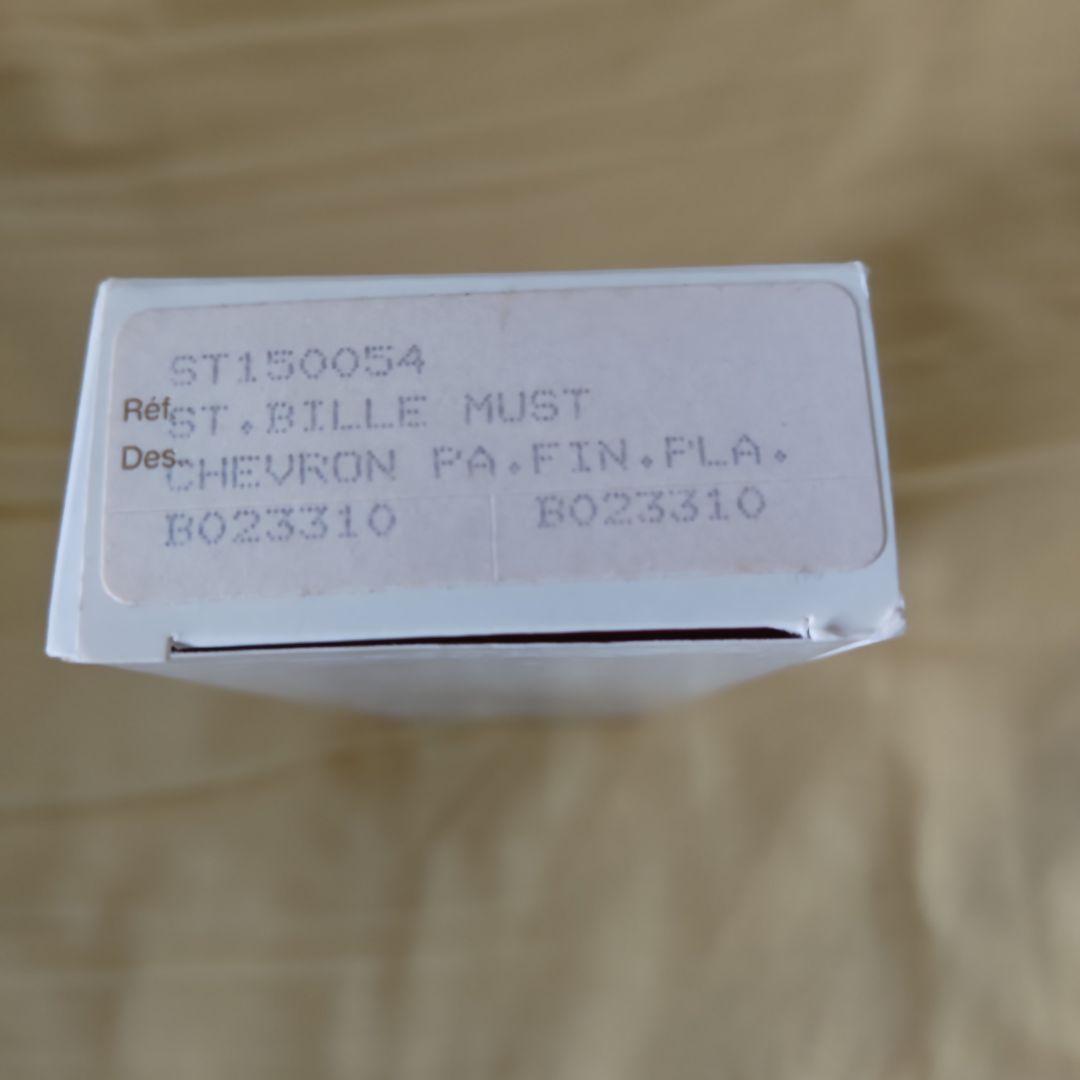 ST150054
Réf. ST.BILLE MUST
Des. CHEVRON PA.FIN.PLA.
B023310 B023310